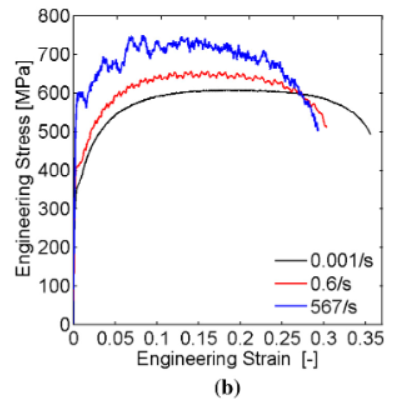 Engineering Stress [MPa]
800
700
600
500
400
300
200
100
0
0.001/s
0.6/s
567/s
0 0.05 0.1 0.15 0.2 0.25 0.3 0.35
Engineering Strain [-]
(b)